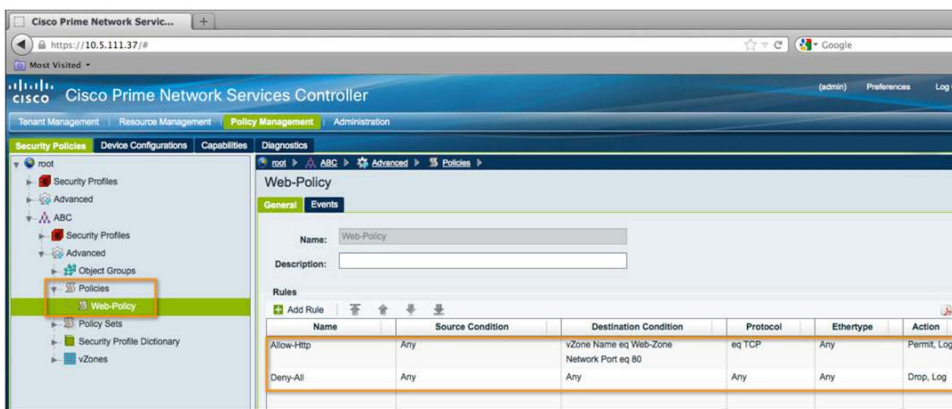 Cisco Prime Network Servic...
https://10.5.111.37/#
Google
Most Visited
CISCO Cisco Prime Network Services Controller
(admin) Preferences Log
Tenant Management Resource Management Policy Management Administration
Security Policies Device Configurations Capabilities Diagnostics
root
Security Profiles
Advanced
ABC
Security Profiles
Advanced
Object Groups
Policies
Web-Policy
Policy Sets
Security Profile Dictionary
vZones
root ABC Advanced Policies
Web-Policy
General Events
Name: Web-Policy
Description:
Rules
Add Rule
Name Source Condition Destination Condition Protocol Ethertype Action
Allow-Http Any vZone Name eq Web-Zone eq TCP Any Permit, Log
Network Port eq 80
Deny-All Any Any Any Any Drop, Log